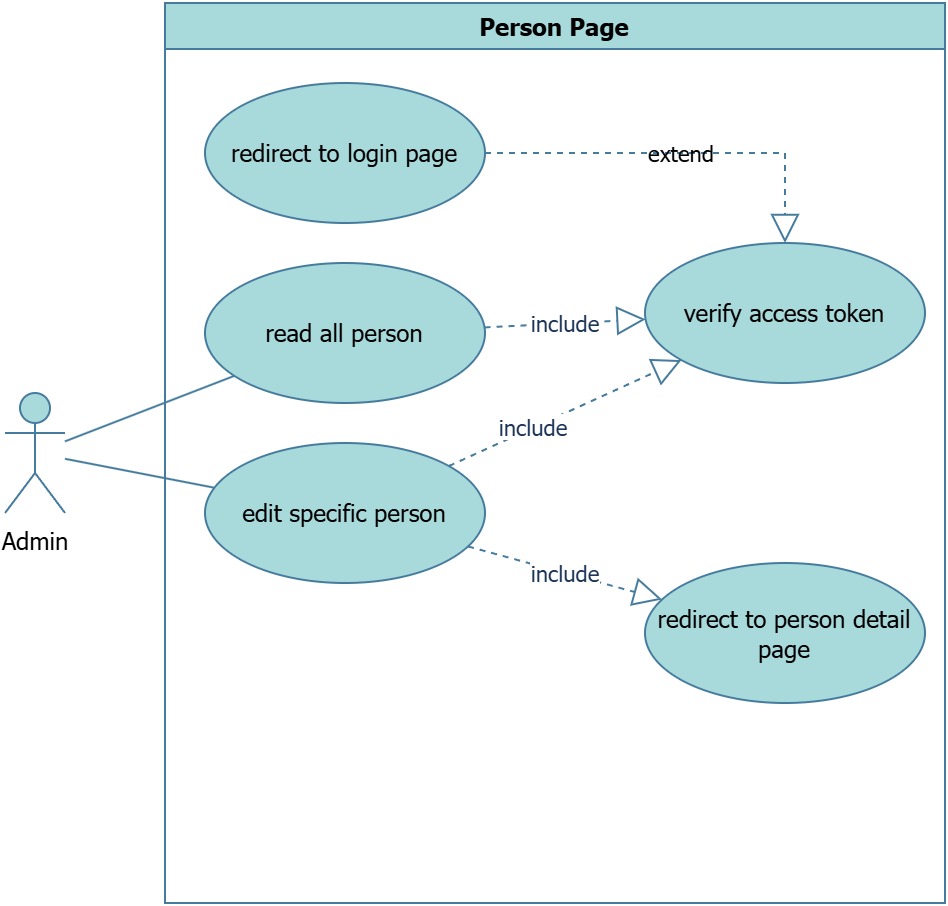 Person Page
redirect to login page
extend
verify access token
read all person
include
include
edit specific person
Admin
include
redirect to person detail
page